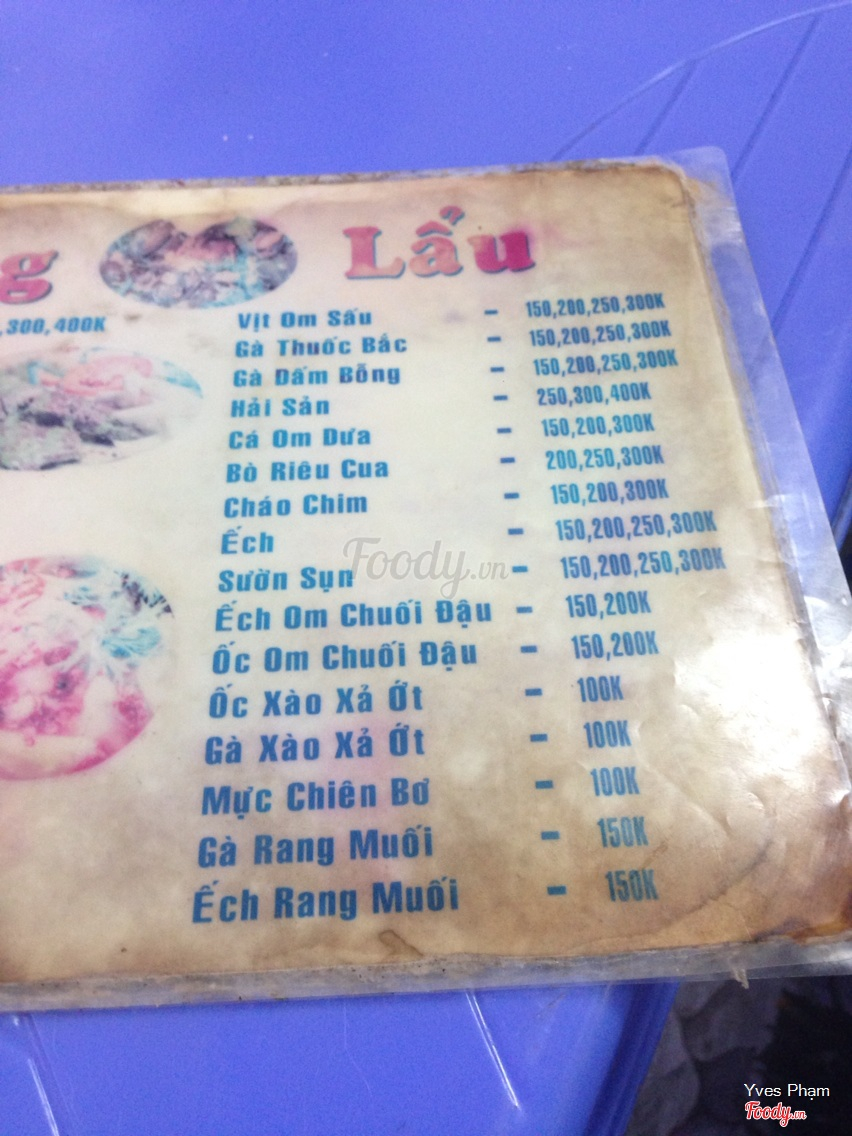 g
Lẩu
,300,400K
Vịt Om Sấu - 150,200,250,300K
Gà Thuốc Bắc - 150,200,250,300K
Gà Dấm Bỗng - 150,200,250,300K
Hải Sản - 250,300,400K
Cá Om Dưa - 150,200,300K
Bò Riêu Cua - 200,250,300K
Cháo Chim - 150,200,300K
Ếch - 150,200,250,300K
Sườn Sụn - 150,200,250,300K
Ếch Om Chuối Đậu - 150,200K
Ốc Om Chuối Đậu - 150,200K
Ốc Xào Xả Ớt - 100K
Gà Xào Xả Ớt - 100K
Mực Chiên Bơ - 100K
Gà Rang Muối - 150K
Ếch Rang Muối - 150K
Foody.vn
Yves Phạm
Foody.vn